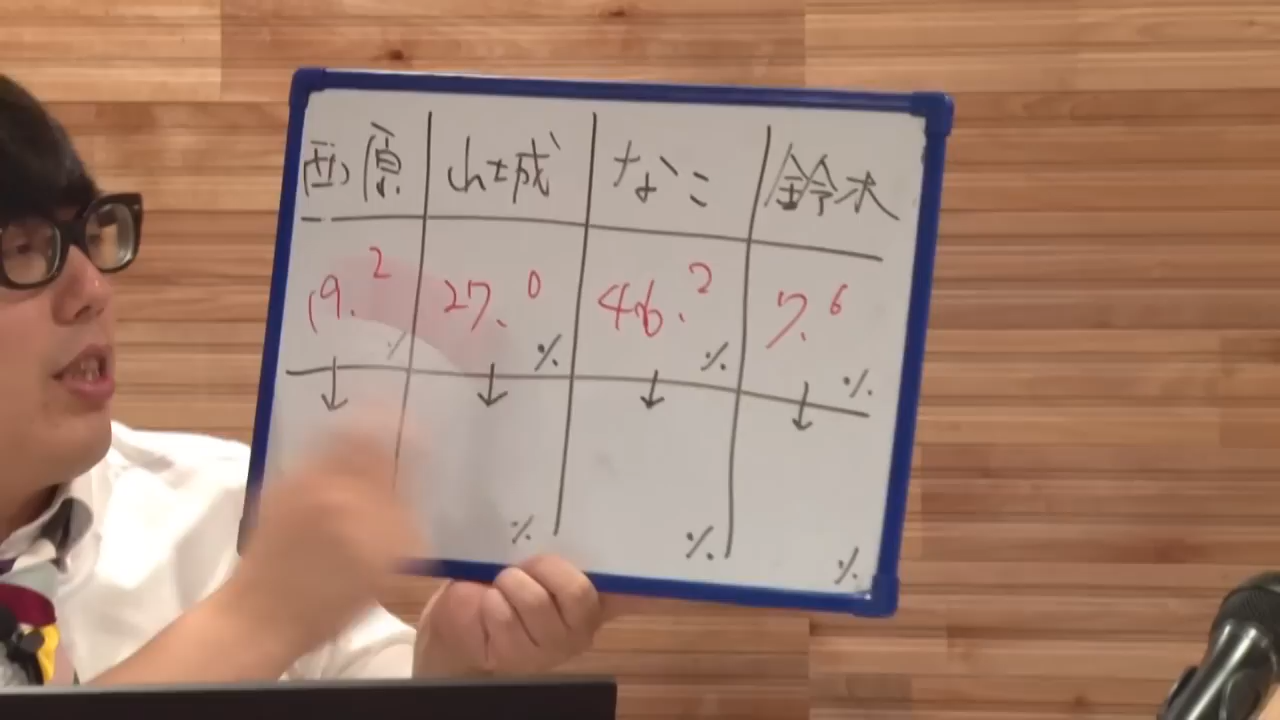 西原 山城 なこ 鈴木
19.2% 27.0% 46.2% 7.6%
↓ ↓ ↓ ↓
% % %